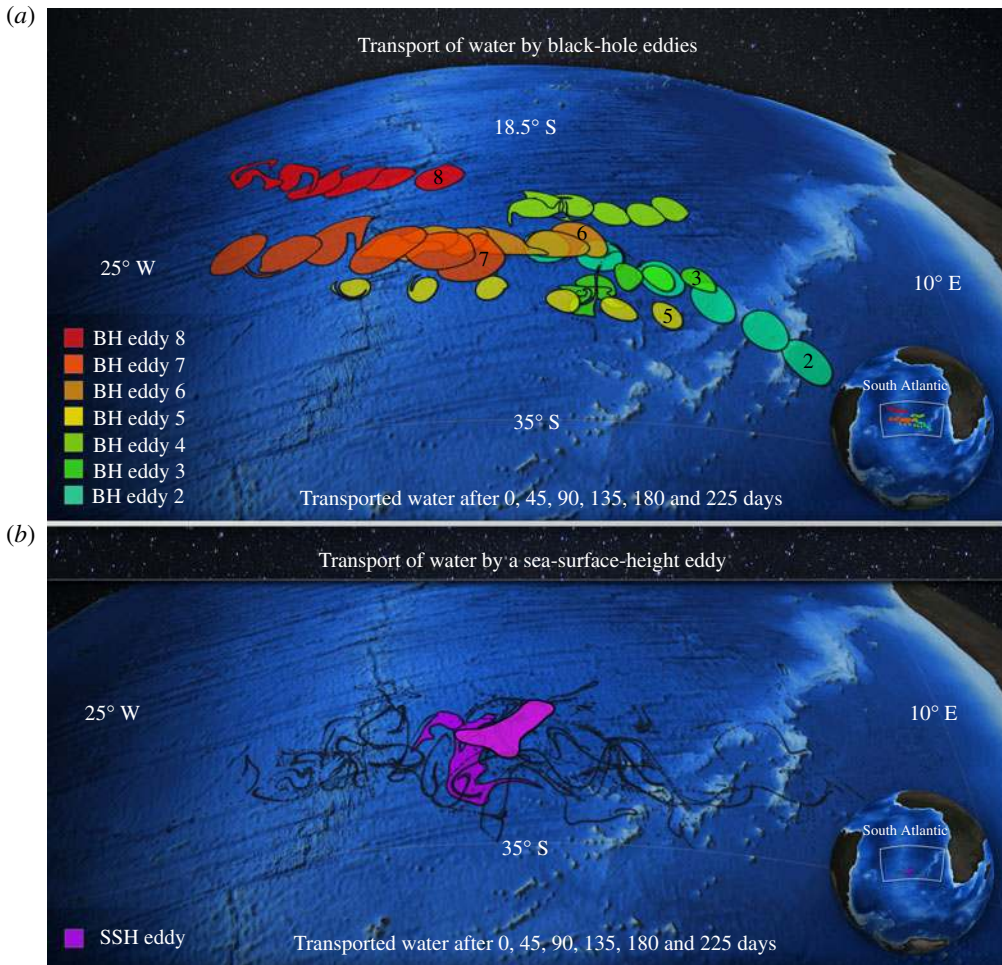 (a)
Transport of water by black-hole eddies
18.5° S
8
6
25° W
7
3
10° E
5
2
BH eddy 8
BH eddy 7
BH eddy 6
BH eddy 5
BH eddy 4
BH eddy 3
BH eddy 2
South Atlantic
35° S
Transported water after 0, 45, 90, 135, 180 and 225 days
(b)
Transport of water by a sea-surface-height eddy
25° W
10° E
South Atlantic
35° S
SSH eddy
Transported water after 0, 45, 90, 135, 180 and 225 days